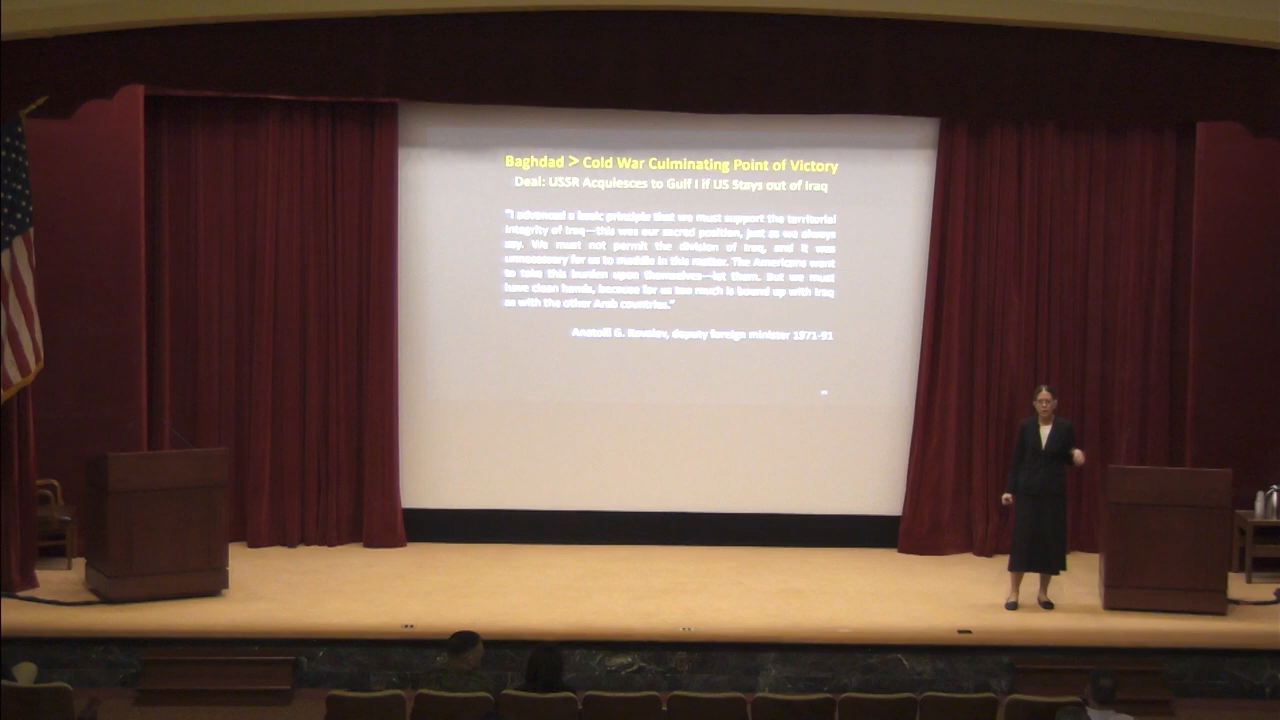 Baghdad > Cold War Culminating Point of Victory
Deal: USSR Acquiesces to Gulf I if US Stays out of Iraq
"I advanced a basic principle that we must support the territorial
integrity of Iraq—this was our sacred position, just as we always
say. We must not permit the division of Iraq, and it was
unnecessary for us to meddle in this matter. The Americans want
to take this burden upon themselves—let them. But we must
have clean hands, because for us too much is bound up with Iraq
as with the other Arab countries."
Anatolii G. Kovalev, deputy foreign minister 1971-91